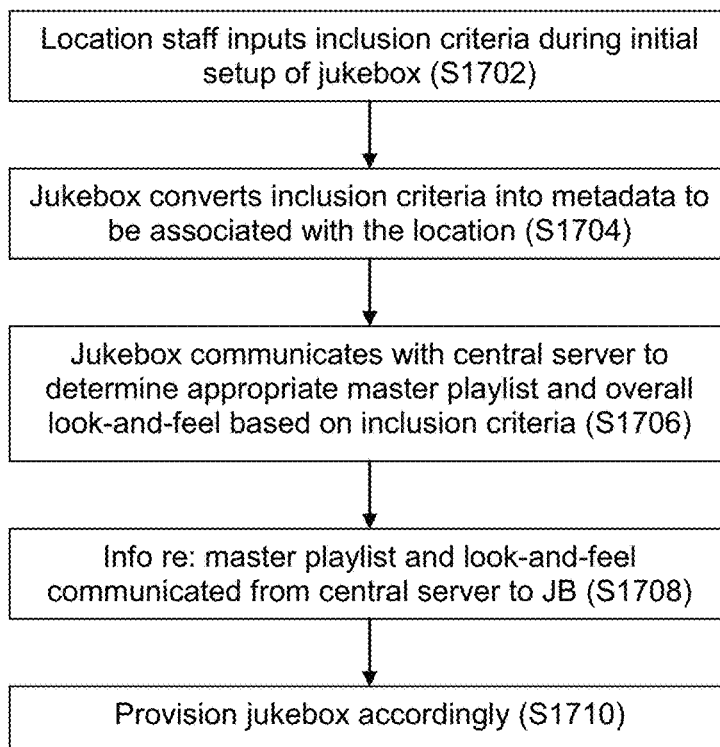 Location staff inputs inclusion criteria during initial
setup of jukebox (S1702)
Jukebox converts inclusion criteria into metadata to
be associated with the location (S1704)
Jukebox communicates with central server to
determine appropriate master playlist and overall
look-and-feel based on inclusion criteria (S1706)
Info re: master playlist and look-and-feel
communicated from central server to JB (S1708)
Provision jukebox accordingly (S1710)